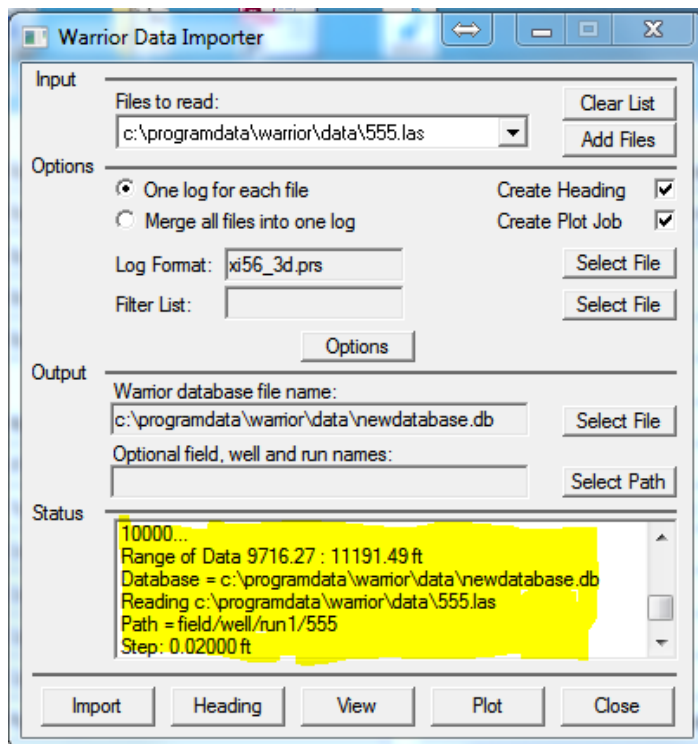 Warrior Data Importer
Input
Files to read:
Clear List
c:\programdata\warrior\data\555.las
Add Files
Options
One log for each file
Create Heading
Merge all files into one log
Create Plot Job
Log Format:
xi56_3d.prs
Select File
Filter List:
Select File
Options
Output
Warrior database file name:
c:\programdata\warrior\data\newdatabase.db
Select File
Optional field, well and run names:
Select Path
Status
10000...
Range of Data 9716.27 : 11191.49 ft
Database = c:\programdata\warrior\data\newdatabase.db
Reading c:\programdata\warrior\data\555.las
Path = field/well/run1/555
Step: 0.02000 ft
Import
Heading
View
Plot
Close